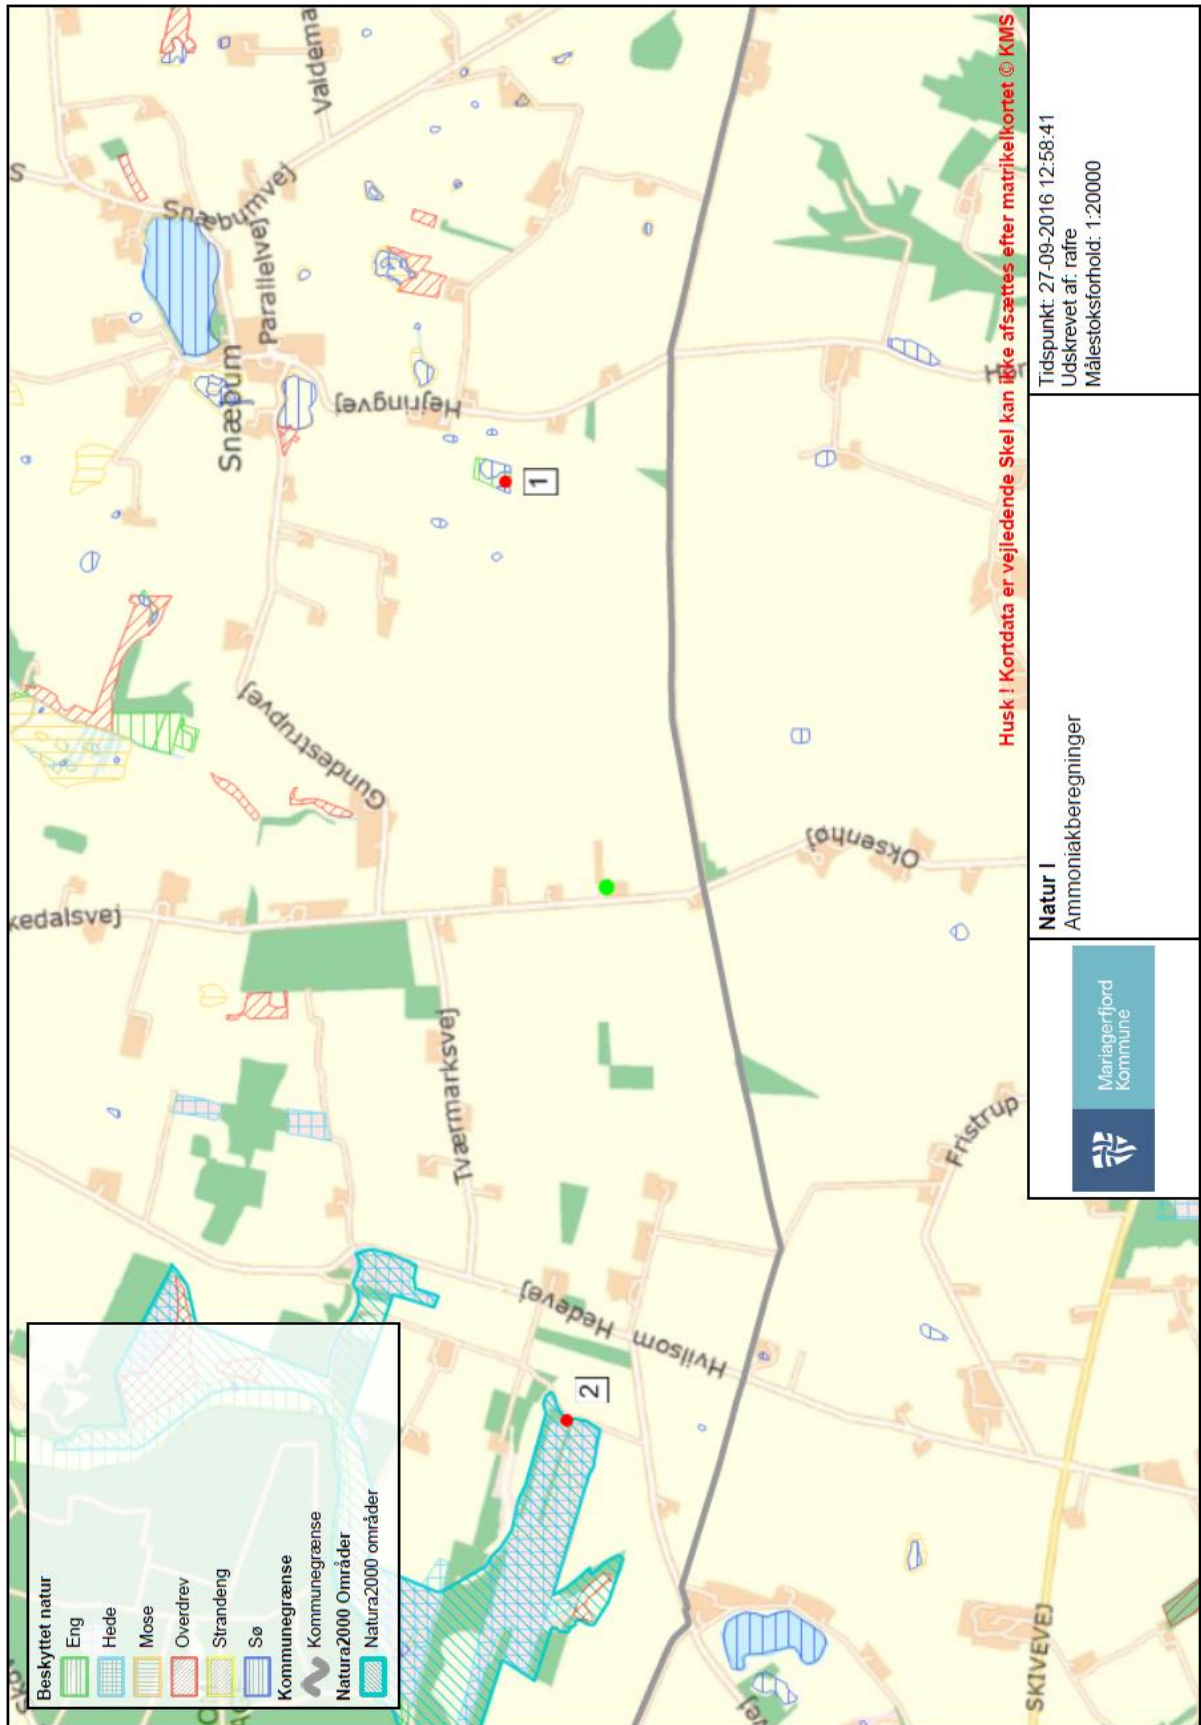 Beskyttet natur
Eng
Hede
Mose
Overdrev
Strandeng
Sø
Kommunegrænse
Kommunegrænse
Natura2000 Områder
Natura2000 områder
kedalsvej
Gundestrupvej
Snæbum
Snæbumvej
Parallelvej
Valdema
S
Hejringvej
Tværmarksvej
Hvilsom Hedevej
Oksenhøj
Fristrup
SKIVEVEJ
vej
1
2
Husk ! Kortdata er vejledende Skel kan ikke afsættes efter matrikelkortet © KMS
Mariagerfjord
Kommune
Natur I
Ammoniakberegninger
Tidspunkt: 27-09-2016 12:58:41
Udskrevet af: rafre
Målestoksforhold: 1:20000